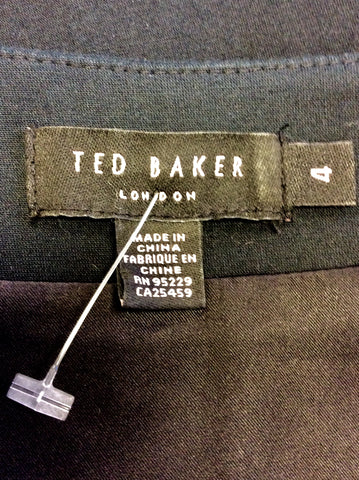 TED BAKER
LONDON
4
MADE IN
CHINA
FABRIQUE EN
CHINE
RN 95229
CA25459